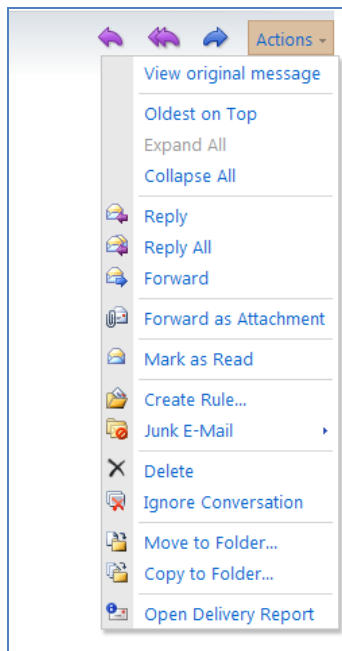 Actions
View original message
Oldest on Top
Expand All
Collapse All
Reply
Reply All
Forward
Forward as Attachment
Mark as Read
Create Rule...
Junk E-Mail
Delete
Ignore Conversation
Move to Folder...
Copy to Folder...
Open Delivery Report